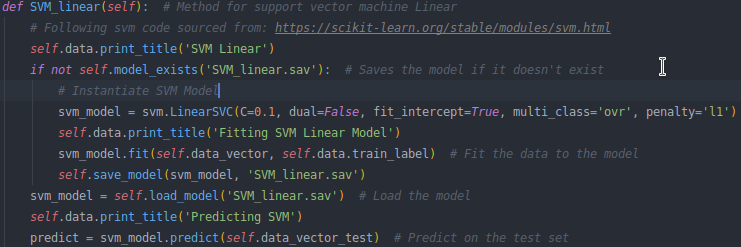 def SVM_linear(self):  # Method for support vector machine Linear
    # Following svm code sourced from: https://scikit-learn.org/stable/modules/svm.html
    self.data.print_title('SVM Linear')
    if not self.model_exists('SVM_linear.sav'):  # Saves the model if it doesn't exist
        # Instantiate SVM Model
        svm_model = svm.LinearSVC(C=0.1, dual=False, fit_intercept=True, multi_class='ovr', penalty='l1')
        self.data.print_title('Fitting SVM Linear Model')
        svm_model.fit(self.data_vector, self.data.train_label)  # Fit the data to the model
        self.save_model(svm_model, 'SVM_linear.sav')
    svm_model = self.load_model('SVM_linear.sav')  # Load the model
    self.data.print_title('Predicting SVM')
    predict = svm_model.predict(self.data_vector_test)  # Predict on the test set